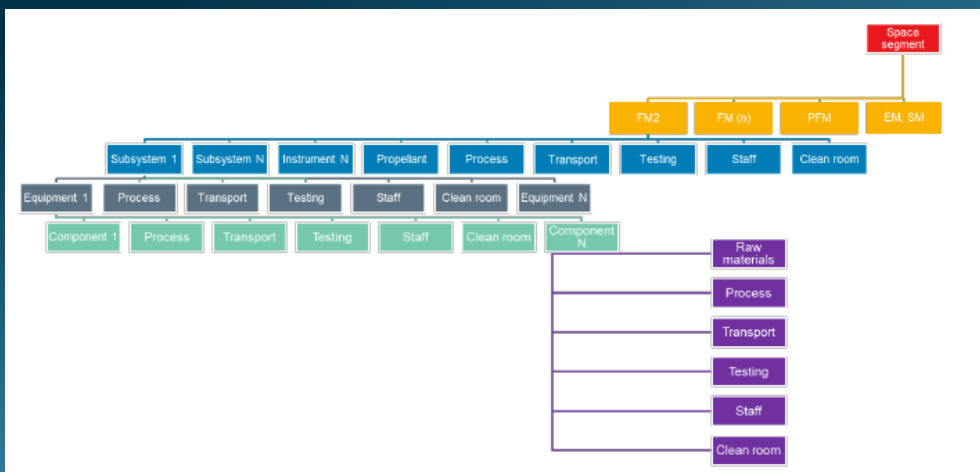 Space
segment
FM2
FM (n)
PFM
EM, SM
Subsystem 1
Subsystem N
Instrument N
Propellant
Process
Transport
Testing
Staff
Clean room
Equipment 1
Process
Transport
Testing
Staff
Clean room
Equipment N
Component 1
Process
Transport
Testing
Staff
Clean room
Component
N
Raw
materials
Process
Transport
Testing
Staff
Clean room